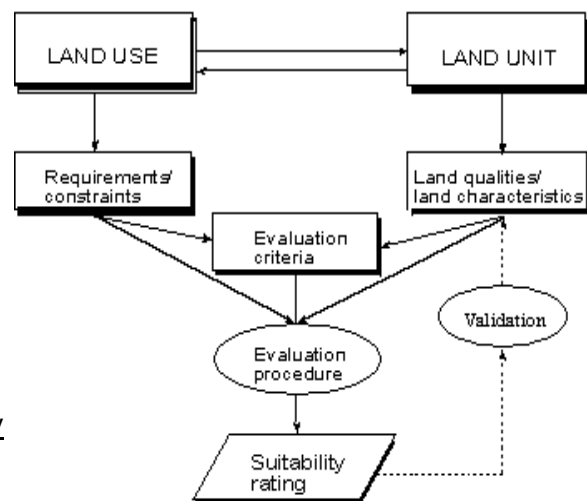 LAND USE
LAND UNIT
Requirements/
constraints
Land qualities/
land characteristics
Evaluation
criteria
Validation
Evaluation
procedure
Suitability
rating